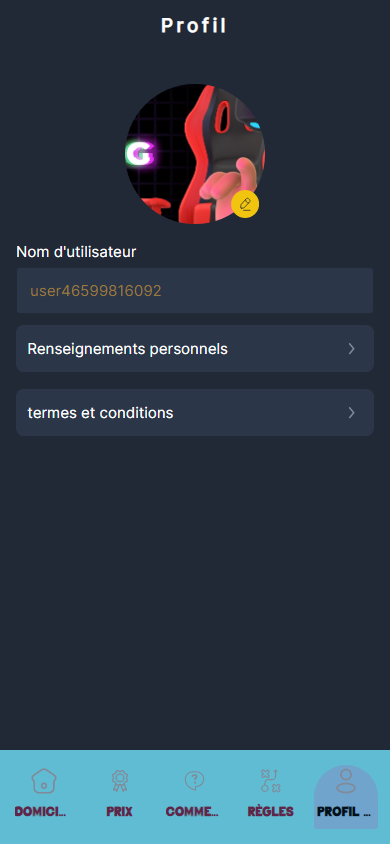 Profil
G
Nom d'utilisateur
user46599816092
Renseignements personnels
termes et conditions
DOMICI...
PRIX
COMME...
RÈGLES
PROFIL ...